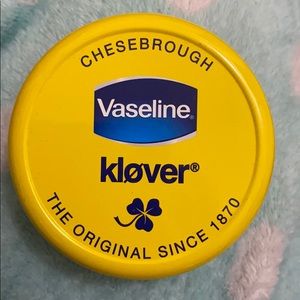 CHESEBROUGH
Vaseline®
kløver®
THE ORIGINAL SINCE 1870